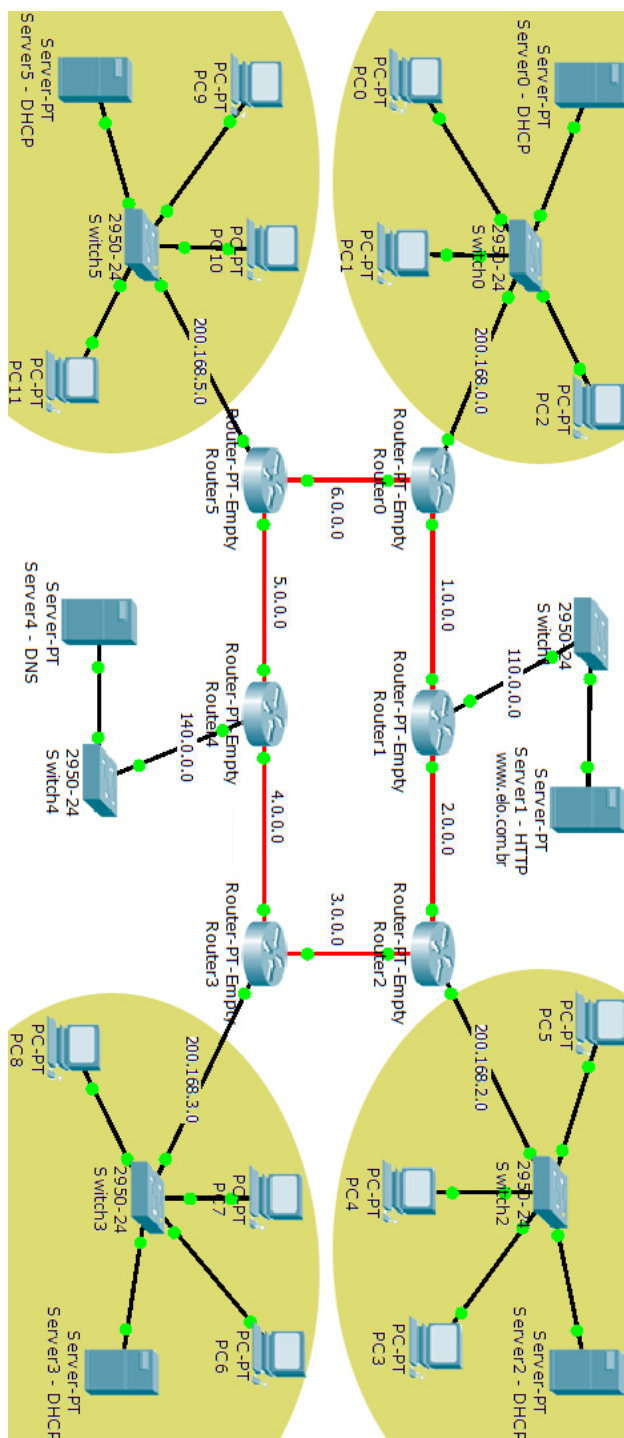 Server-PT
Server0 - DHCP
PC-PT
PC0
PC-PT
PC1
2950-24
Switch0
PC-PT
PC2
200.168.0.0
2950-24
Switch1
Server-PT
Server1 - HTTP
www.elo.com.br
110.0.0.0
PC-PT
PC5
PC-PT
PC4
2950-24
Switch2
PC-PT
PC3
Server-PT
Server2 - DHCP
200.168.2.0
Router-PT-Empty
Router0
1.0.0.0
Router-PT-Empty
Router1
2.0.0.0
Router-PT-Empty
Router2
6.0.0.0
3.0.0.0
Router-PT-Empty
Router5
5.0.0.0
Router-PT-Empty
Router4
4.0.0.0
Router-PT-Empty
Router3
PC-PT
PC9
Server-PT
Server5 - DHCP
PC-PT
PC10
2950-24
Switch5
PC-PT
PC11
200.168.5.0
Server-PT
Server4 - DNS
140.0.0.0
2950-24
Switch4
200.168.3.0
PC-PT
PC8
PC-PT
PC7
2950-24
Switch3
PC-PT
PC6
Server-PT
Server3 - DHCP